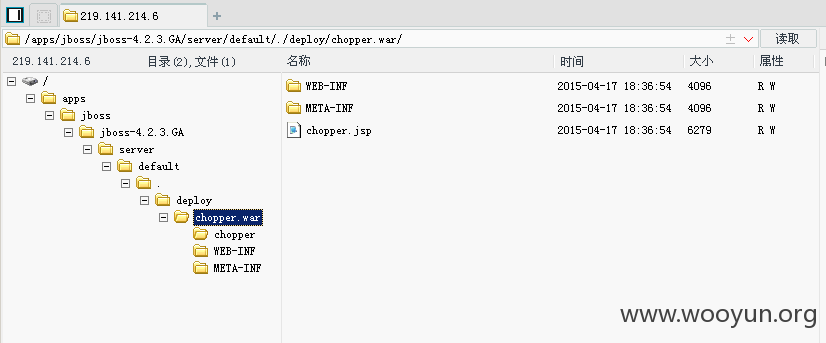 219.141.214.6
/apps/jboss/jboss-4.2.3.GA/server/default/./deploy/chopper.war/ 读取
219.141.214.6 目录(2),文件(1) 名称 时间 大小 属性
/
apps
jboss
jboss-4.2.3.GA
server
default
.
deploy
chopper.war
chopper
WEB-INF
META-INF
WEB-INF 2015-04-17 18:36:54 4096 R W
META-INF 2015-04-17 18:36:54 4096 R W
chopper.jsp 2015-04-17 18:36:54 6279 R W
www.wooyun.org